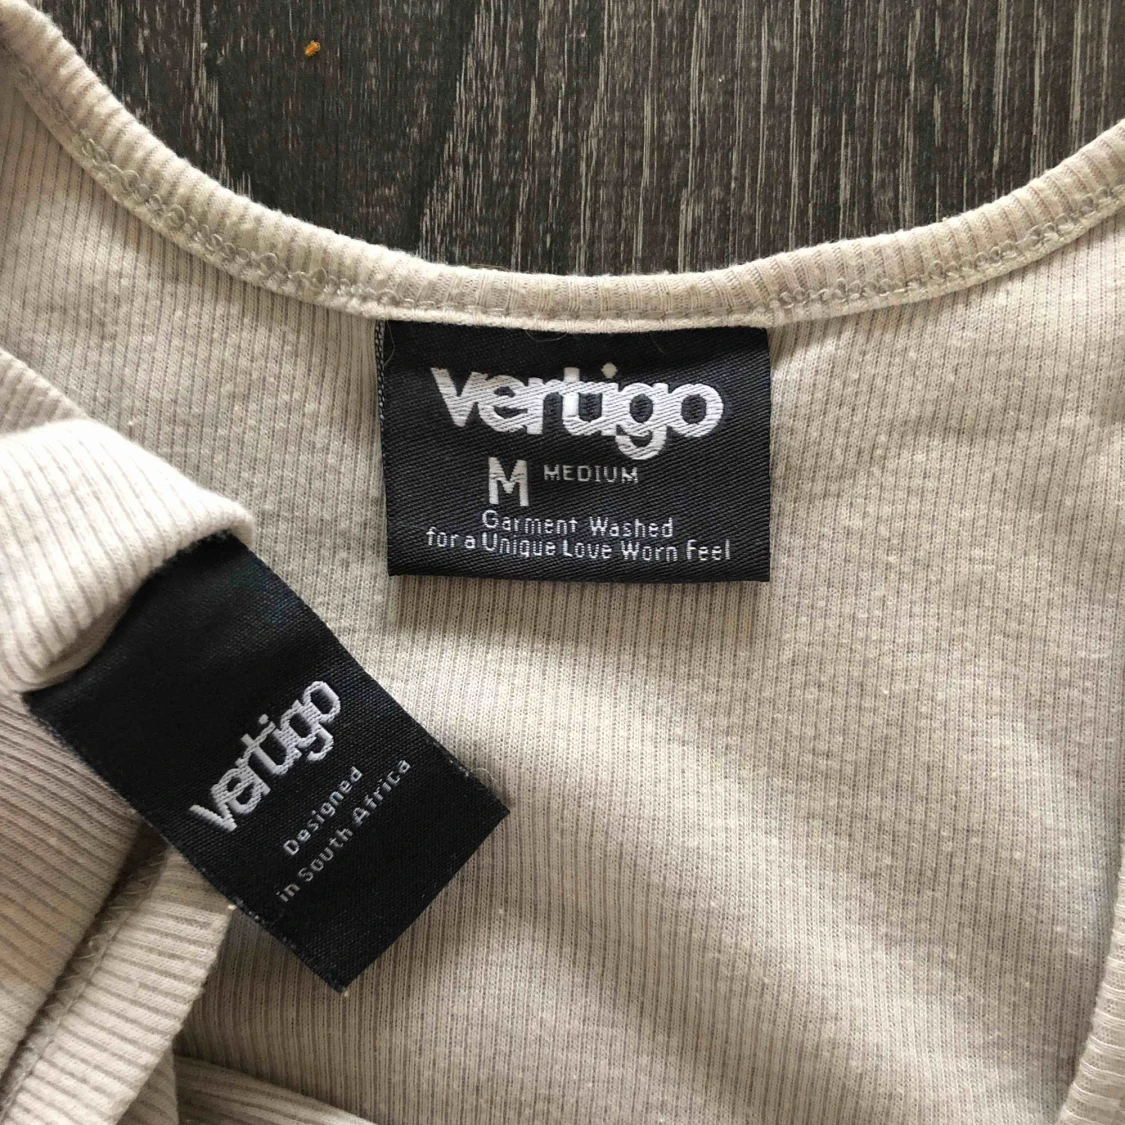 vertigo
M MEDIUM
Garment Washed
for a Unique Love Worn Feel
vertigo
Designed
in South Africa